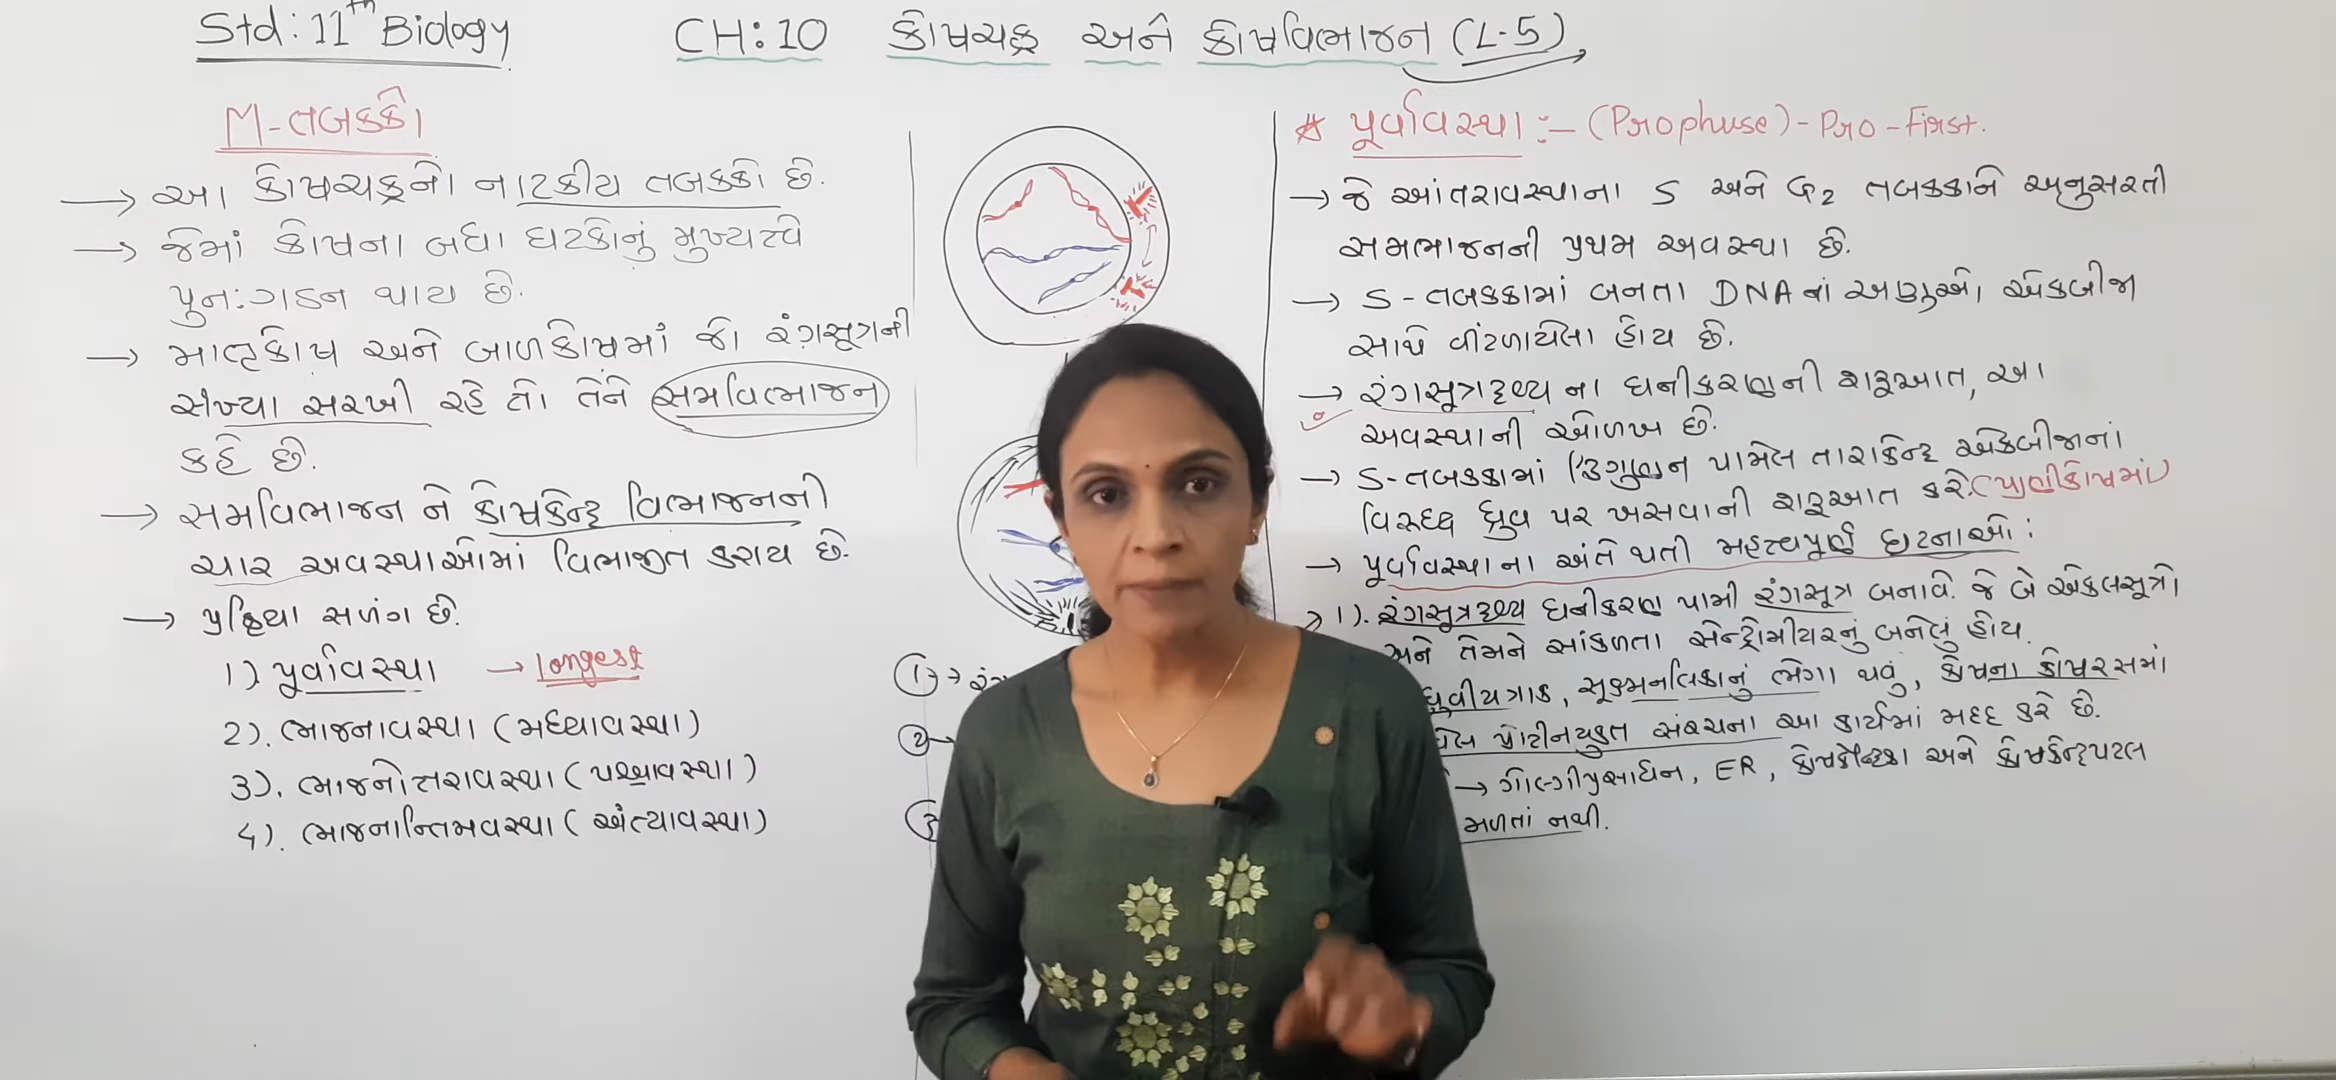 Std: 11th Biology CH: 10 કોષચક્ર અને કોષવિભાજન (L-5)
M-તબક્કો
→ આ કોષચક્રનો નાટકીય તબક્કો છે.
→ જેમાં કોષના બધા ઘટકોનું મુખ્યત્વે
પુન:ગઠન થાય છે.
→ માતૃકોષ અને બાળકોષમાં જો રંગસૂત્રની
સંખ્યા સરખી રહે તો તેને સમવિભાજન
કહે છે.
→ સમવિભાજન ને કોષકેન્દ્ર વિભાજનની
ચાર અવસ્થાઓમાં વિભાજીત કરાય છે.
→ પ્રક્રિયા સળંગ છે.
1). પૂર્વાવસ્થા → longest
2). ભાજનાવસ્થા (મધ્યાવસ્થા)
3). ભાજનોત્તરાવસ્થા (પશ્ચાવસ્થા)
4). ભાજનાન્તિમવસ્થા (અંત્યાવસ્થા)
①→
②→
③
* પૂર્વાવસ્થા :- (Prophase) - Pro - First.
→ જે આંતરાવસ્થાના S અને G2 તબક્કાને અનુસરતી
સમભાજનની પ્રથમ અવસ્થા છે.
→ S-તબક્કામાં બનતા DNA નાં અણુઓ, એકબીજા
સાથે વીંટળાયેલા હોય છે.
→ રંગસૂત્રદ્રવ્ય ના ઘનીકરણની શરૂઆત, આ
અવસ્થાની ઓળખ છે.
→ S-તબક્કામાં દ્વિગુણન પામેલ તારાકેન્દ્ર એકબીજાનાં
વિરુધ્ધ ધ્રુવ પર ખસવાની શરૂઆત કરે. (પ્રાણીકોષમાં)
→ પૂર્વાવસ્થાના અંતે થતી મહત્વપૂર્ણ ઘટનાઓ :
→ 1). રંગસૂત્રદ્રવ્ય ઘનીકરણ પામી રંગસૂત્ર બનાવે. જે બે એકલસૂત્રો
અને તેમને સાંકળતા સેન્ટ્રોમીયરનું બનેલું હોય.
ધ્રુવીયત્રાક, સૂક્ષ્મનલિકાનું ભેગા થવું, કોષના કોષરસમાં
પ્રોટીનયુક્ત સંરચના આ કાર્યમાં મદદ કરે છે.
→ ગોલ્ગીપ્રસાધન, ER, કોષકેન્દ્રિકા અને કોષકેન્દ્રપટલ
મળતાં નથી.